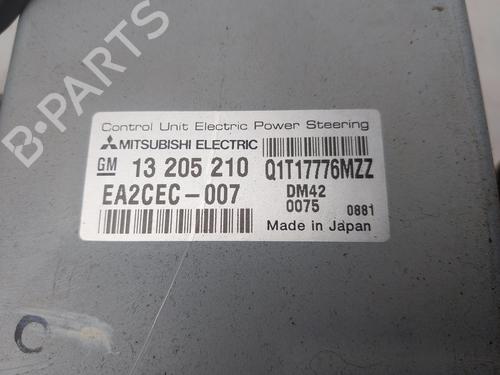 B-PARTS
Control Unit Electric Power Steering
MITSUBISHI ELECTRIC
GM 13 205 210 Q1T17776MZZ
EA2CEC-007 DM42
0075 0881
Made in Japan